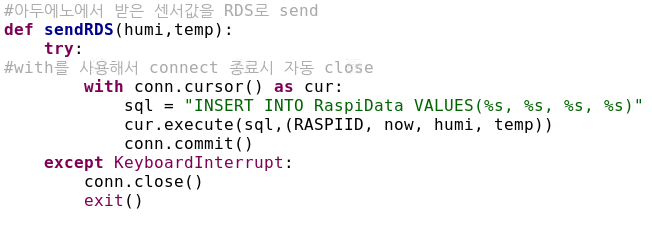 #아두에노에서 받은 센서값을 RDS로 send
def sendRDS(humi,temp):
    try:
#with를 사용해서 connect 종료시 자동 close
        with conn.cursor() as cur:
            sql = "INSERT INTO RaspiData VALUES(%s, %s, %s, %s)"
            cur.execute(sql,(RASPIID, now, humi, temp))
            conn.commit()
    except KeyboardInterrupt:
        conn.close()
        exit()